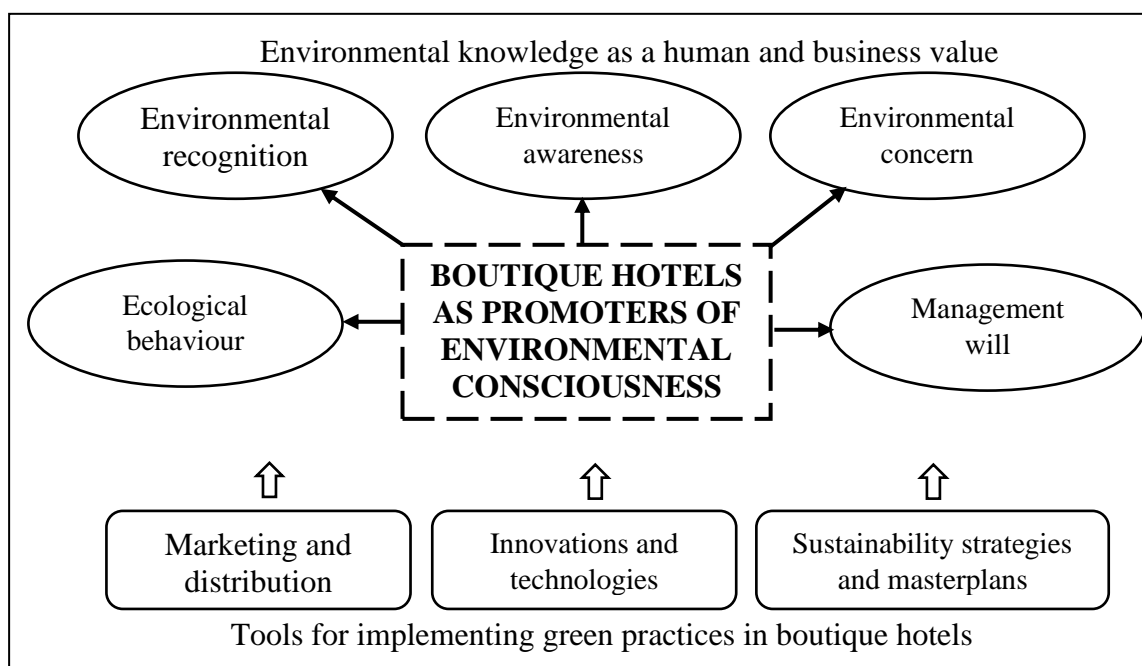 Environmental knowledge as a human and business value
Environmental
recognition
Environmental
awareness
Environmental
concern
BOUTIQUE HOTELS
AS PROMOTERS OF
ENVIRONMENTAL
CONSCIOUSNESS
Ecological
behaviour
Management
will
Marketing and
distribution
Innovations and
technologies
Sustainability strategies
and masterplans
Tools for implementing green practices in boutique hotels